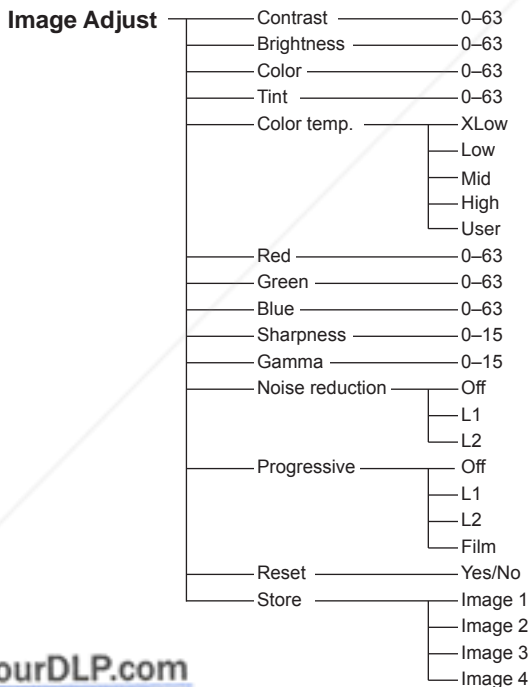 Image Adjust Contrast 0–63
Brightness 0–63
Color 0–63
Tint 0–63
Color temp. XLow
Low
Mid
High
User
Red 0–63
Green 0–63
Blue 0–63
Sharpness 0–15
Gamma 0–15
Noise reduction Off
L1
L2
Progressive Off
L1
L2
Film
Reset Yes/No
Store Image 1
Image 2
Image 3
Image 4
ourDLP.com